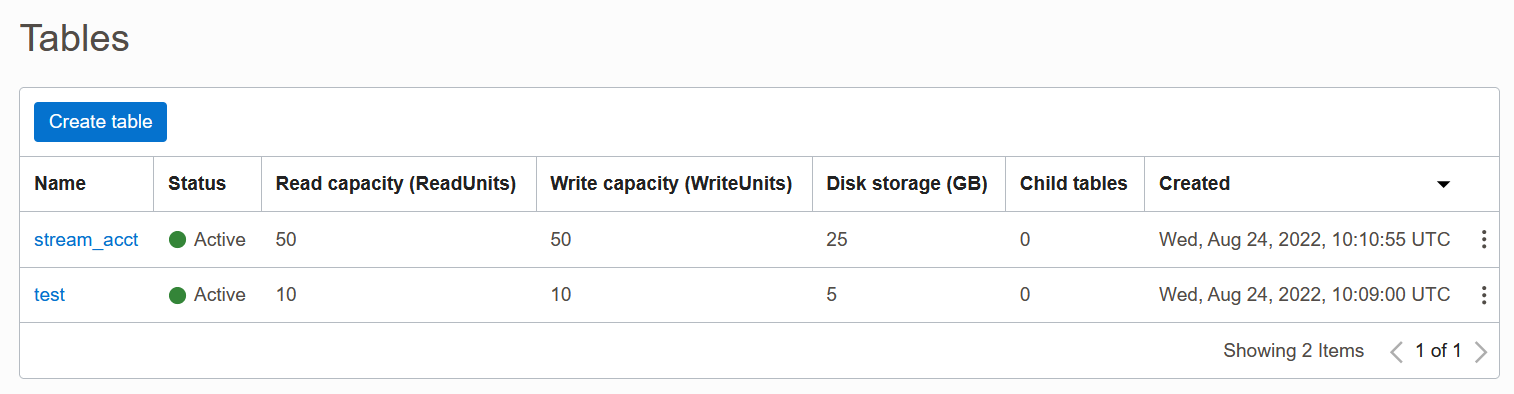 Tables
Create table
Name Status Read capacity (ReadUnits) Write capacity (WriteUnits) Disk storage (GB) Child tables Created
stream_acct Active 50 50 25 0 Wed, Aug 24, 2022, 10:10:55 UTC
test Active 10 10 5 0 Wed, Aug 24, 2022, 10:09:00 UTC
Showing 2 Items 1 of 1